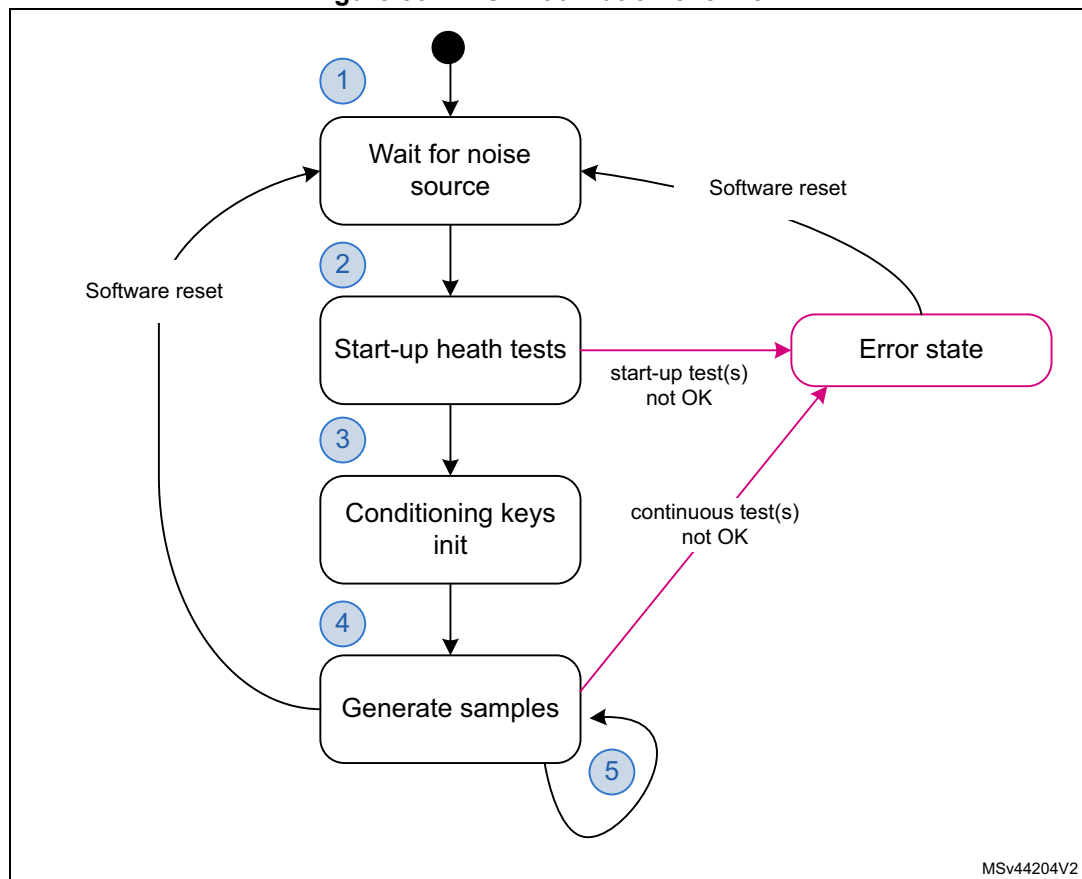 1
Wait for noise
source
Software reset
2
Software reset
Start-up heath tests
Error state
start-up test(s)
not OK
3
Conditioning keys
init
continuous test(s)
not OK
4
Generate samples
5
MSv44204V2